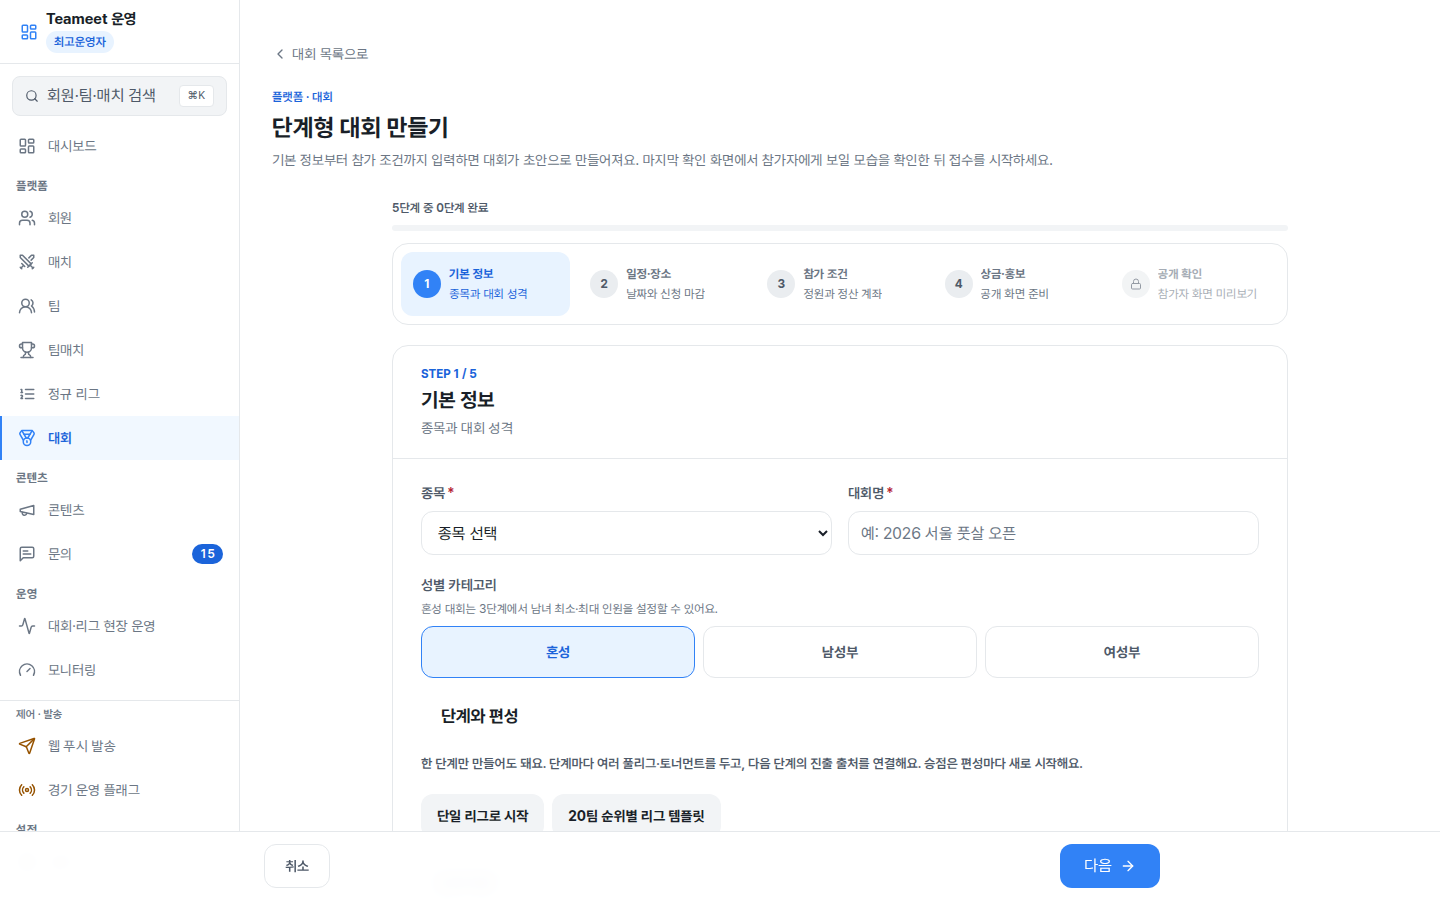 Teameet 운영
최고운영자
회원·팀·매치 검색 ⌘K
대시보드
플랫폼
회원
매치
팀
팀매치
정규 리그
대회
콘텐츠
콘텐츠
문의 15
운영
대회·리그 현장 운영
모니터링
제어 · 발송
웹 푸시 발송
경기 운영 플래그
설정
대회 목록으로
플랫폼 · 대회
단계형 대회 만들기
기본 정보부터 참가 조건까지 입력하면 대회가 초안으로 만들어져요. 마지막 확인 화면에서 참가자에게 보일 모습을 확인한 뒤 접수를 시작하세요.
5단계 중 0단계 완료
1 기본 정보
종목과 대회 성격
2 일정·장소
날짜와 신청 마감
3 참가 조건
정원과 정산 계좌
4 상금·홍보
공개 화면 준비
공개 확인
참가자 화면 미리보기
STEP 1 / 5
기본 정보
종목과 대회 성격
종목 *
종목 선택
대회명 *
예: 2026 서울 풋살 오픈
성별 카테고리
혼성 대회는 3단계에서 남녀 최소·최대 인원을 설정할 수 있어요.
혼성 남성부 여성부
단계와 편성
한 단계만 만들어도 돼요. 단계마다 여러 풀리그·토너먼트를 두고, 다음 단계의 진출 출처를 연결해요. 승점은 편성마다 새로 시작해요.
단일 리그로 시작 20팀 순위별 리그 템플릿
취소 다음